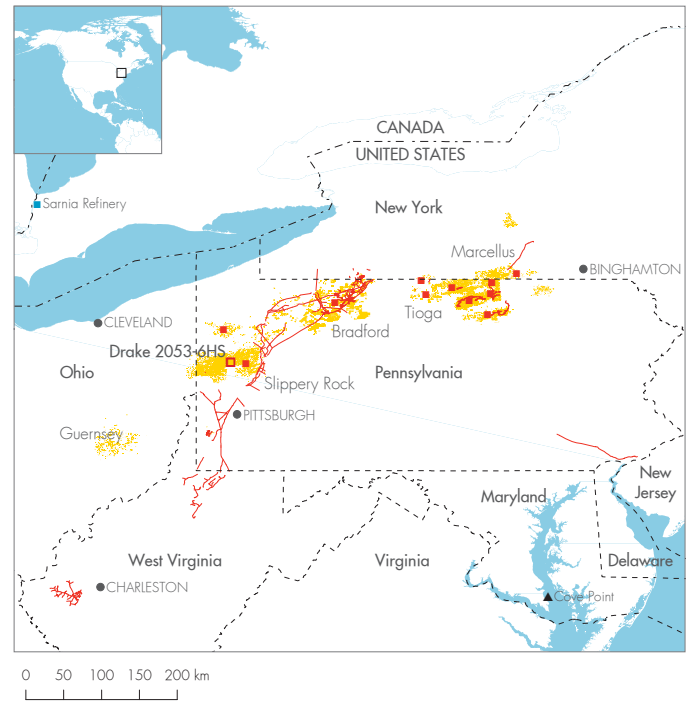 CANADA
UNITED STATES
Sarnia Refinery
New York
Marcellus
BINGHAMTON
Tioga
CLEVELAND
Bradford
Drake 2053-6HS
Ohio
Pennsylvania
Slippery Rock
PITTSBURGH
Guernsey
New
Jersey
Maryland
West Virginia
Virginia
Delaware
CHARLESTON
Cove Point
0 50 100 150 200 km